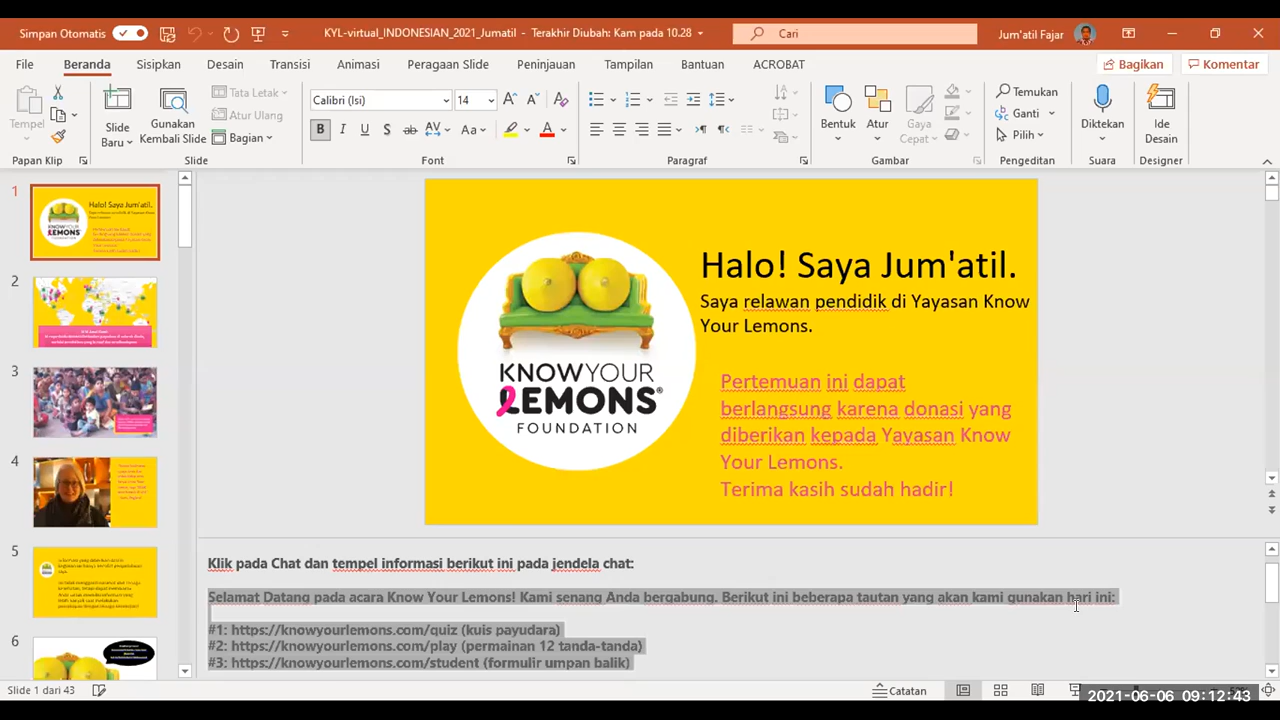 Simpan Otomatis
KYL-virtual_INDONESIAN_2021_Jumatil - Terakhir Diubah: Kam pada 10.28
Cari
Jum'atil Fajar
File Beranda Sisipkan Desain Transisi Animasi Peragaan Slide Peninjauan Tampilan Bantuan ACROBAT Bagikan Komentar
Tempel
Slide Baru
Gunakan Kembali Slide
Tata Letak
Atur Ulang
Bagian
Calibri (Isi) 14
Bentuk
Atur
Gaya Cepat
Temukan
Ganti
Pilih
Diktekan
Ide Desain
Papan Klip Slide Font Paragraf Gambar Pengeditan Suara Designer
1
2
3
4
5
6
Halo! Saya Jum'atil.
Saya relawan pendidik di Yayasan Know
Your Lemons.
KNOW YOUR
LEMONS®
FOUNDATION
Pertemuan ini dapat
berlangsung karena donasi yang
diberikan kepada Yayasan Know
Your Lemons.
Terima kasih sudah hadir!
Klik pada Chat dan tempel informasi berikut ini pada jendela chat:
Selamat Datang pada acara Know Your Lemons! Kami senang Anda bergabung. Berikut ini beberapa tautan yang akan kami gunakan hari ini:
#1: https://knowyourlemons.com/quiz (kuis payudara)
#2: https://knowyourlemons.com/play (permainan 12 tanda-tanda)
#3: https://knowyourlemons.com/student (formulir umpan balik)
Slide 1 dari 43
Catatan
2021-06-06 09:12:43